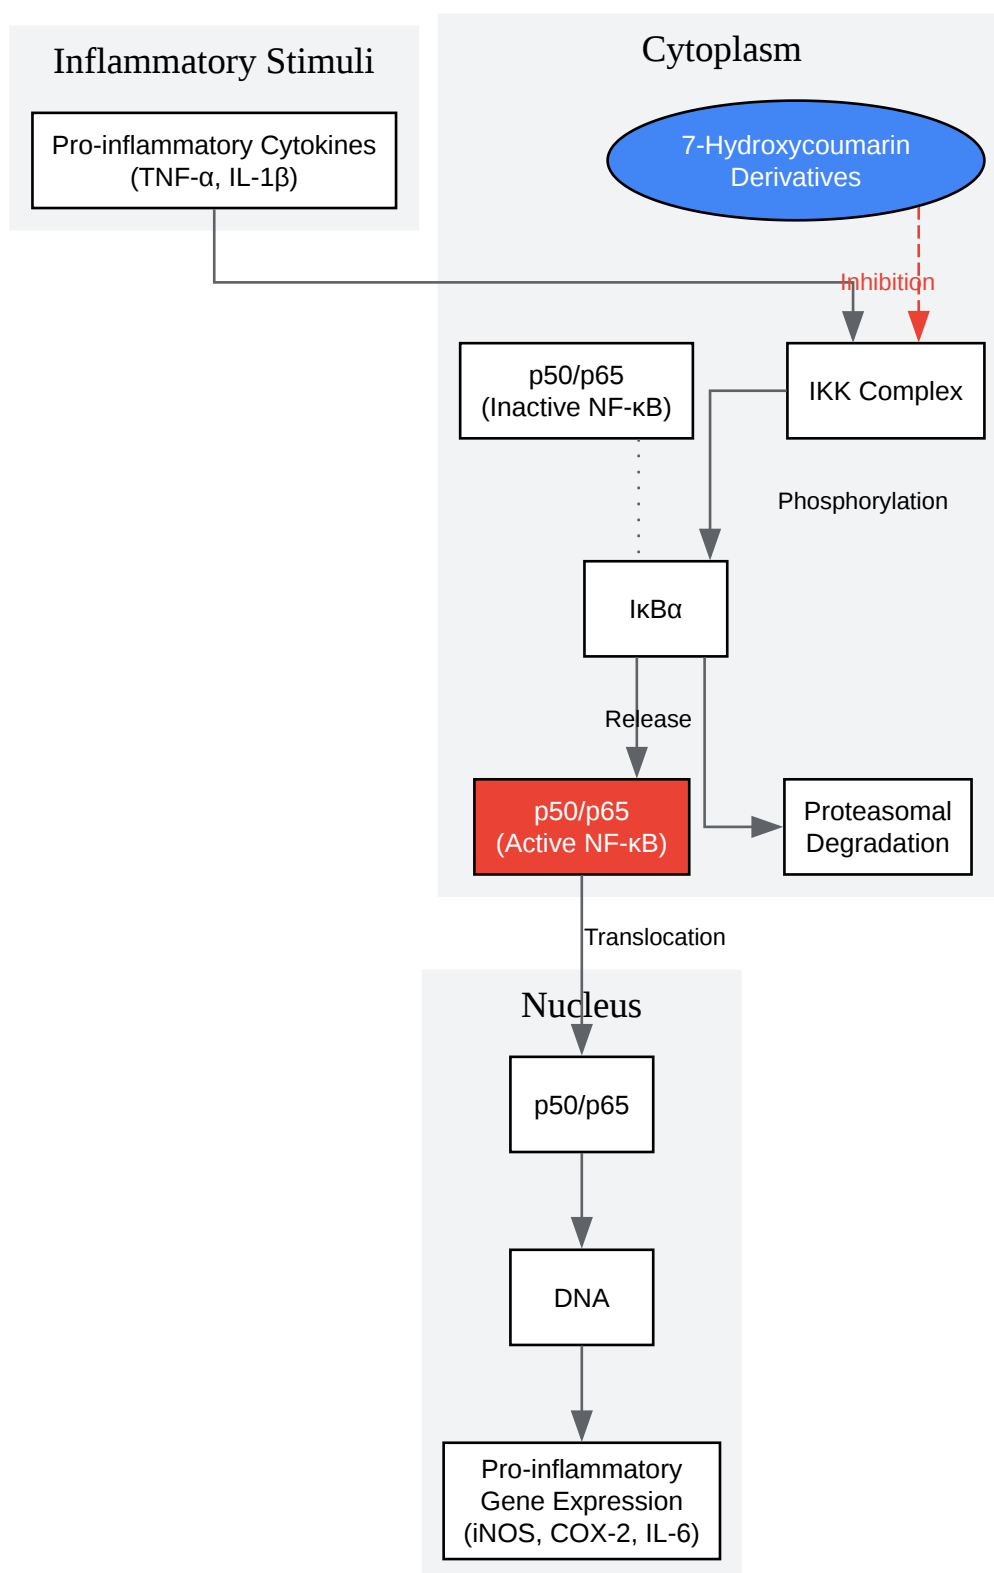 Inflammatory Stimuli
Pro-inflammatory Cytokines
(TNF-α, IL-1β)
Cytoplasm
7-Hydroxycoumarin
Derivatives
Inhibition
p50/p65
(Inactive NF-κB)
IKK Complex
Phosphorylation
IκBα
Release
p50/p65
(Active NF-κB)
Proteasomal
Degradation
Translocation
Nucleus
p50/p65
DNA
Pro-inflammatory
Gene Expression
(iNOS, COX-2, IL-6)